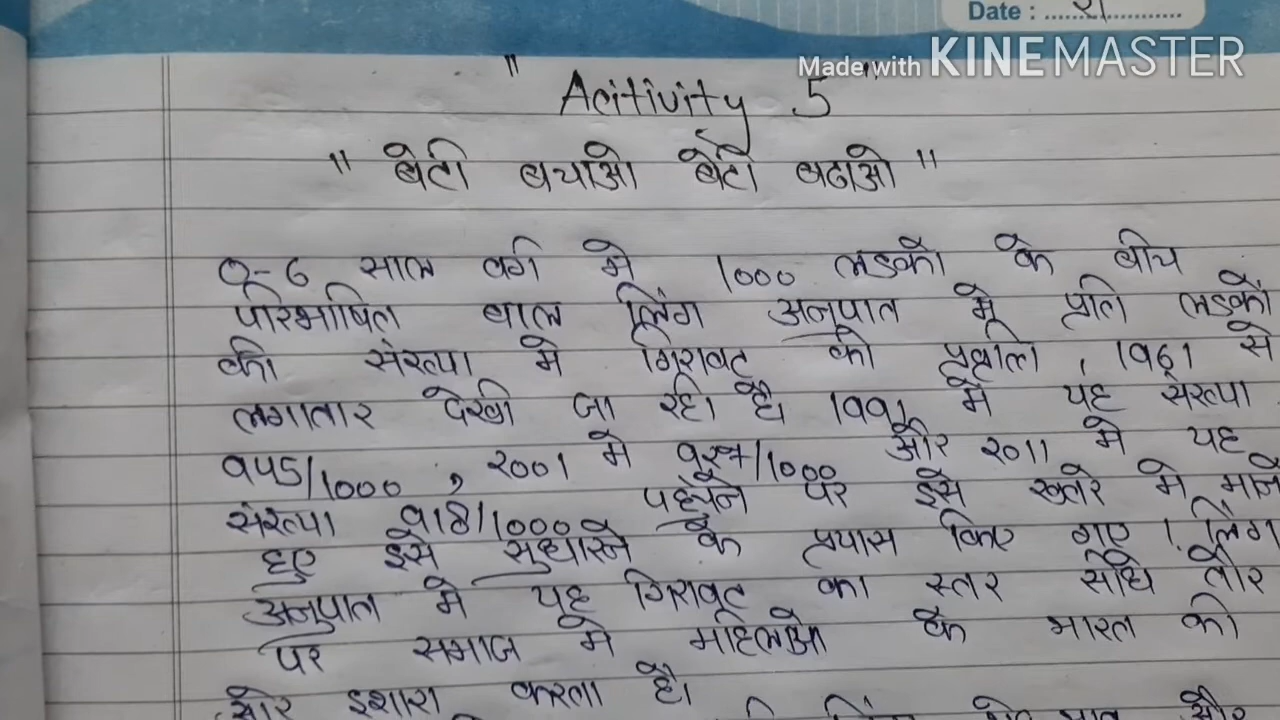 Date : ...............
Made with KINEMASTER
" Acitivity 5 "
" बेटी बचाओ बेटी बढाओ "
0-6 साल वर्ग मे 1000 लडको के बीच
परिभाषित बाल लिंग अनुपात मे प्रति लडकों
की संख्या मे गिरावट की प्रवृति, 1961 से
लगातार देखी जा रही है। 1991 मे यह संख्या
945/1000 , 2001 मे 927/1000 और 2011 मे यह
संख्या 918/1000 पहुंचने पर इसे खतरे मे मानते
हुए इसे सुधारने के प्रयास किए गए । लिंग
अनुपात मे यह गिरावट का स्तर सीधे तौर
पर समाज मे महिलाओ के भारत की
ओर इशारा करता है।